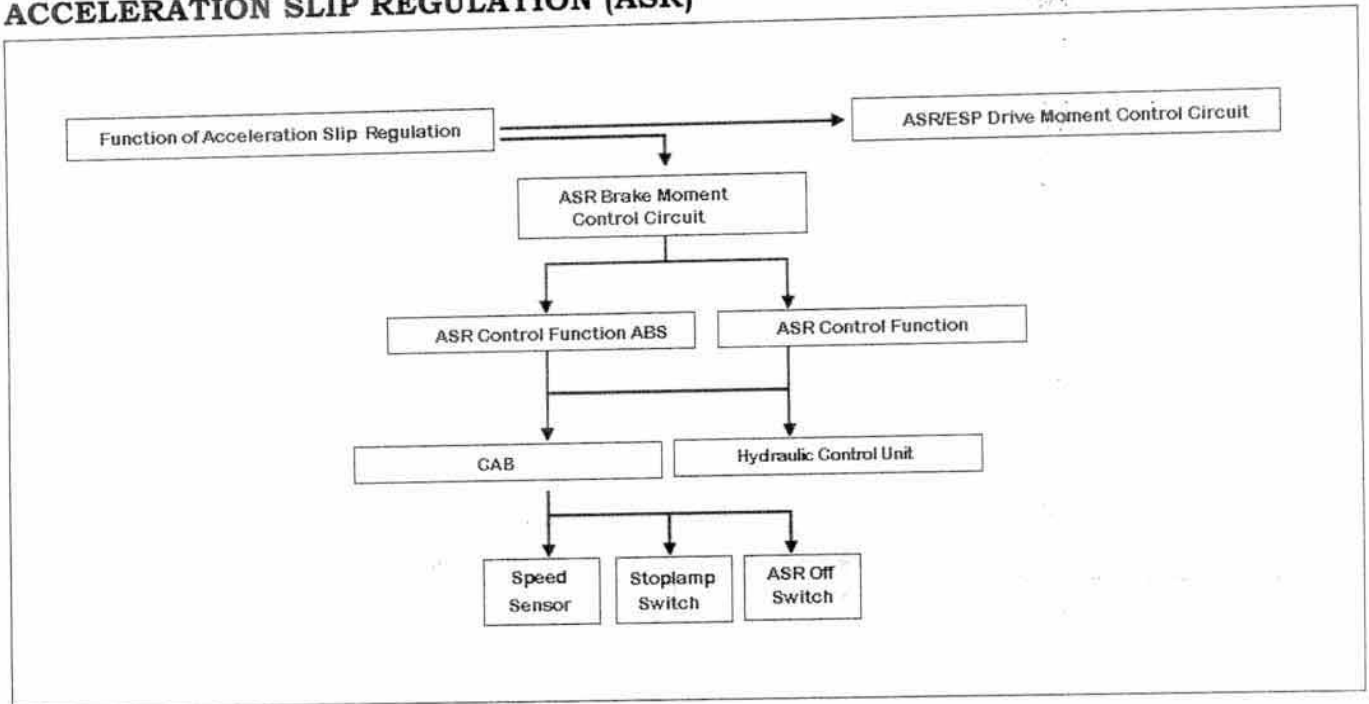 ACCELERATION SLIP REGULATION (ASR)
Function of Acceleration Slip Regulation
ASR/ESP Drive Moment Control Circuit
ASR Brake Moment
Control Circuit
ASR Control Function ABS
ASR Control Function
CAB
Hydraulic Control Unit
Speed
Sensor
Stoplamp
Switch
ASR Off
Switch